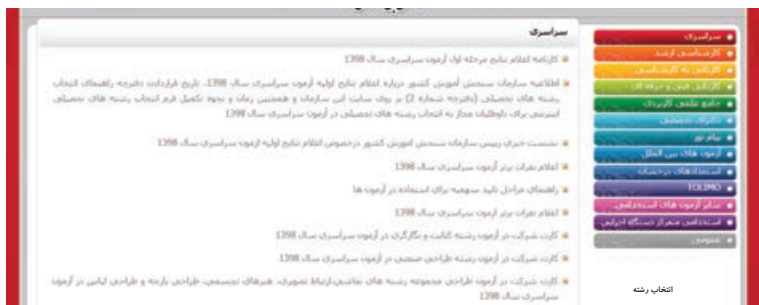 سراسری
کارنامه اعلام نتایج مرحله اول آزمون سراسری سال 1398
اطلاعیه سازمان سنجش آموزش کشور درباره اعلام نتایج اولیه آزمون سراسری سال 1398، تاریخ قرارداد دفترچه راهنمای انتخاب
رشته های تحصیلی (دفترچه شماره 2) بر روی سایت این سازمان و همچنین زمان و نحوه تکمیل فرم انتخاب رشته های تحصیلی
اینترنتی برای داوطلبان مجاز به انتخاب رشته های تحصیلی در آزمون سراسری سال 1398
نشست خبری رییس سازمان سنجش آموزش کشور درخصوص اعلام نتایج اولیه آزمون سراسری سال 1398
اعلام نفرات برتر آزمون سراسری سال 1398
راهنمای مراحل تایید سهمیه برای استفاده در آزمون ها
اعلام نفرات برتر آزمون سراسری سال 1398
کارت شرکت در آزمون رشته کتابت و نگارگری در آزمون سراسری سال 1398
کارت شرکت در آزمون رشته طراحی صنعتی در آزمون سراسری سال 1398
کارت شرکت در آزمون طراحی مجموعه رشته های نقاشی،ارتباط تصویری، هنرهای تجسمی، طراحی پارچه و طراحی لباس در آزمون
سراسری سال 1398
سراسری
کارشناسی ارشد
کاردانی به کارشناسی
کاردانی فنی و حرفه ای
جامع علمی کاربردی
دکترای تخصصی
پیام نور
آزمون های بین الملل
استعدادهای درخشان
TOLIMO
سایر آزمون های استخدامی
استخدامی متمرکز دستگاه اجرایی
عمومی
انتخاب رشته